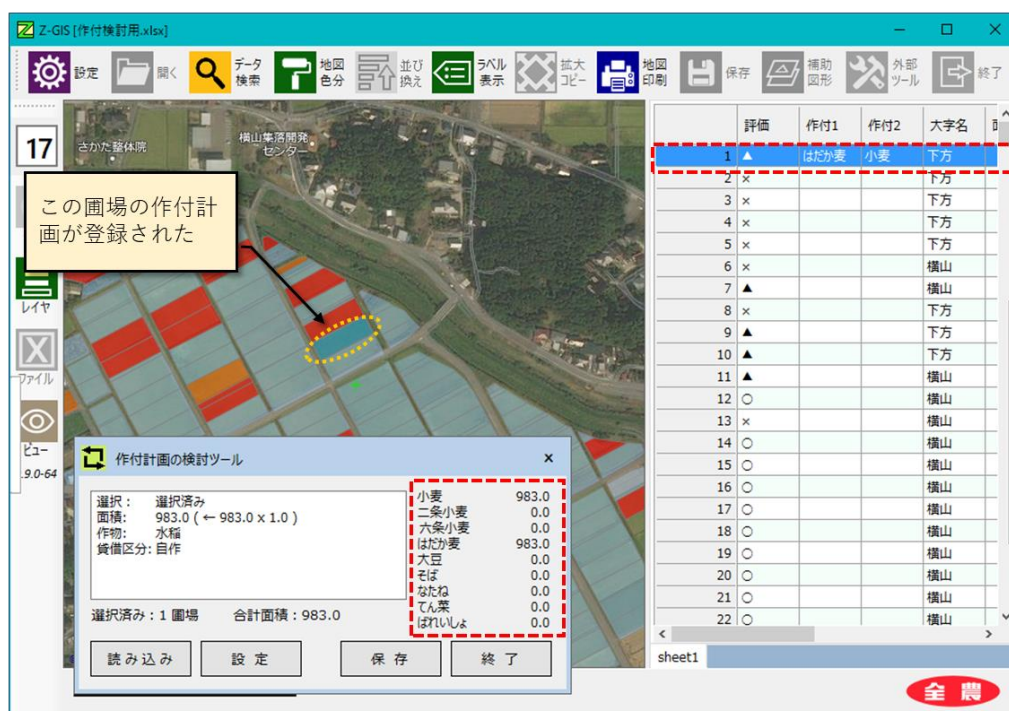 Z-GIS [作付検討用.xlsx]
設定
開く
データ
検索
地図
色分
並び
換え
ラベル
表示
拡大
コピー
地図
印刷
保存
補助
図形
外部
ツール
終了
17
レイヤ
ファイル
ビュー
.9.0-64
さかた整体院
横山集落開発
センター
この圃場の作付計
画が登録された
評価 作付1 作付2 大字名
1 ▲ はだか麦 小麦 下方
2 × 下方
3 × 下方
4 × 下方
5 × 下方
6 × 横山
7 ▲ 横山
8 × 下方
9 ▲ 下方
10 ▲ 下方
11 ▲ 横山
12 ○ 横山
13 × 横山
14 ○ 横山
15 ○ 横山
16 ○ 横山
17 ○ 横山
18 ○ 横山
19 ○ 横山
20 ○ 横山
21 ○ 横山
22 ○ 横山
sheet1
作付計画の検討ツール
選択： 選択済み
面積: 983.0 ( ← 983.0 x 1.0 )
作物: 水稲
貸借区分: 自作
小麦 983.0
二条小麦 0.0
六条小麦 0.0
はだか麦 983.0
大豆 0.0
そば 0.0
なたね 0.0
てん菜 0.0
ばれいしょ 0.0
選択済み：1 圃場 合計面積：983.0
読み込み
設 定
保 存
終 了
全 農